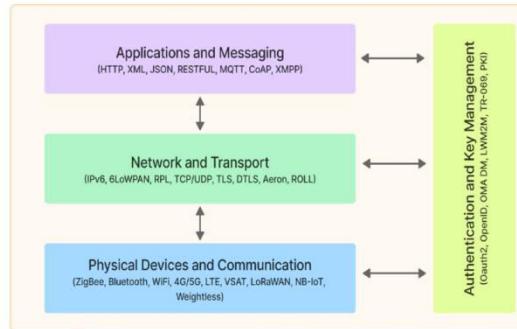 Applications and Messaging
(HTTP, XML, JSON, RESTFUL, MQTT, CoAP, XMPP)
Network and Transport
(IPv6, 6LoWPAN, RPL, TCP/UDP, TLS, DTLS, Aeron, ROLL)
Physical Devices and Communication
(ZigBee, Bluetooth, WiFi, 4G/5G, LTE, VSAT, LoRaWAN, NB-IoT,
Weightless)
Authentication and Key Management
(Oauth2, OpenID, OMA DM, LWM2M, TR-069, PKI)